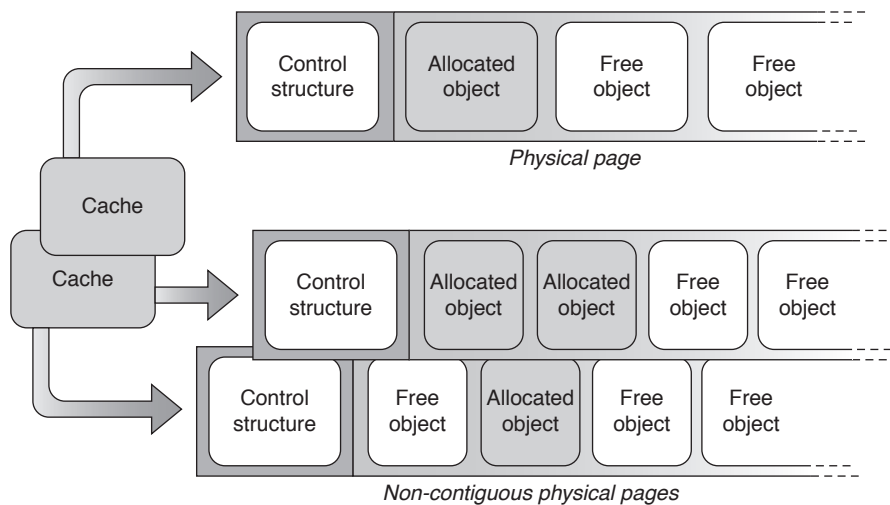 Control
structure
Allocated
object
Free
object
Free
object
Physical page
Cache
Cache
Control
structure
Allocated
object
Allocated
object
Free
object
Free
object
Control
structure
Free
object
Allocated
object
Free
object
Free
object
Non-contiguous physical pages